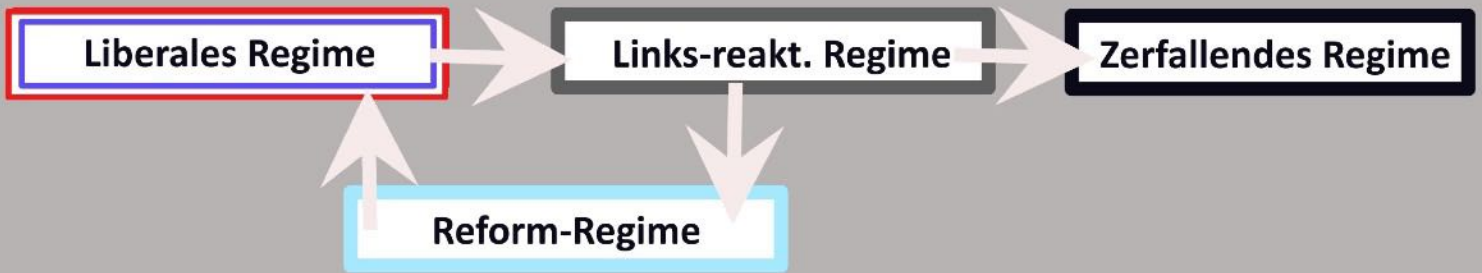 Liberales Regime
Links-reakt. Regime
Zerfallendes Regime
Reform-Regime